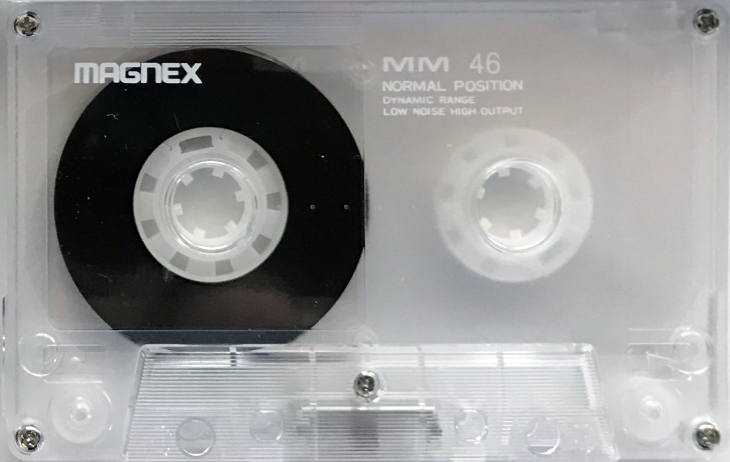 MAGNEX
MM 46
NORMAL POSITION
DYNAMIC RANGE
LOW NOISE HIGH OUTPUT